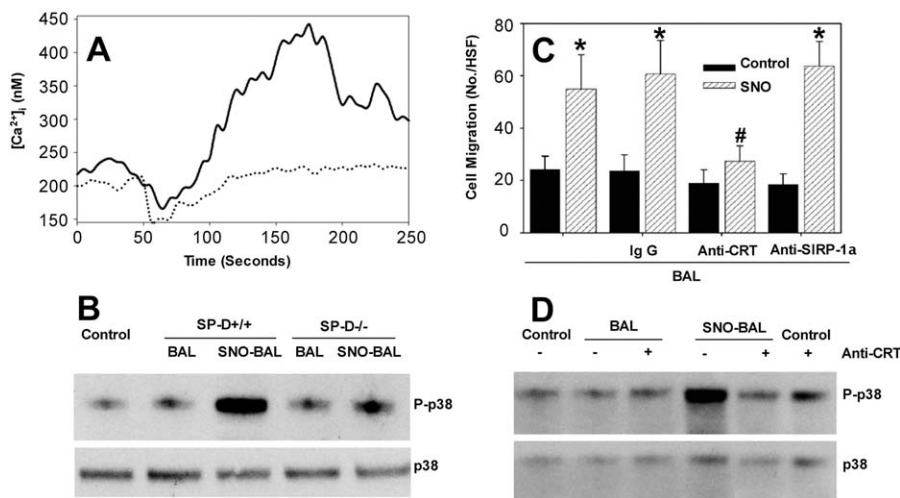 A
[Ca²⁺]i (nM)
450
400
350
300
250
200
150
0 50 100 150 200 250
Time (Seconds)
C
Cell Migration (No./HSF)
80
60
40
20
0
Control
SNO
* * # *
Ig G Anti-CRT Anti-SIRP-1a
BAL
B
Control SP-D+/+ SP-D-/-
BAL SNO-BAL BAL SNO-BAL
P-p38
p38
D
Control BAL SNO-BAL Control
- - + - + + Anti-CRT
P-p38
p38